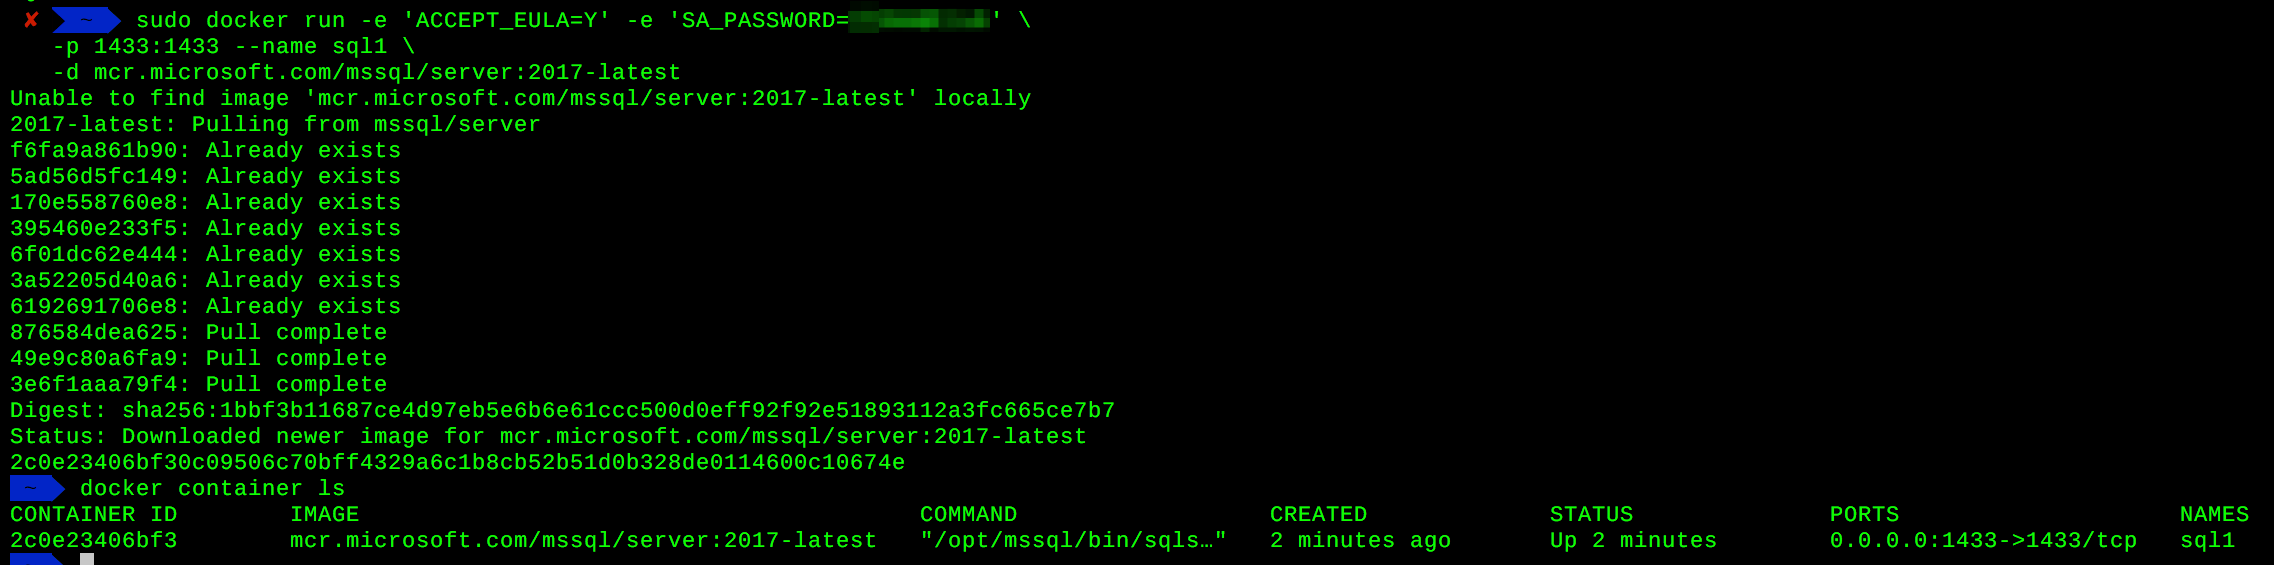 ✘ ~ sudo docker run -e 'ACCEPT_EULA=Y' -e 'SA_PASSWORD=' \
-p 1433:1433 --name sql1 \
-d mcr.microsoft.com/mssql/server:2017-latest
Unable to find image 'mcr.microsoft.com/mssql/server:2017-latest' locally
2017-latest: Pulling from mssql/server
f6fa9a861b90: Already exists
5ad56d5fc149: Already exists
170e558760e8: Already exists
395460e233f5: Already exists
6f01dc62e444: Already exists
3a52205d40a6: Already exists
6192691706e8: Already exists
876584dea625: Pull complete
49e9c80a6fa9: Pull complete
3e6f1aaa79f4: Pull complete
Digest: sha256:1bbf3b11687ce4d97eb5e6b6e61ccc500d0eff92f92e51893112a3fc665ce7b7
Status: Downloaded newer image for mcr.microsoft.com/mssql/server:2017-latest
2c0e23406bf30c09506c70bff4329a6c1b8cb52b51d0b328de0114600c10674e
~ docker container ls
CONTAINER ID IMAGE COMMAND CREATED STATUS PORTS NAMES
2c0e23406bf3 mcr.microsoft.com/mssql/server:2017-latest "/opt/mssql/bin/sqls…" 2 minutes ago Up 2 minutes 0.0.0.0:1433->1433/tcp sql1